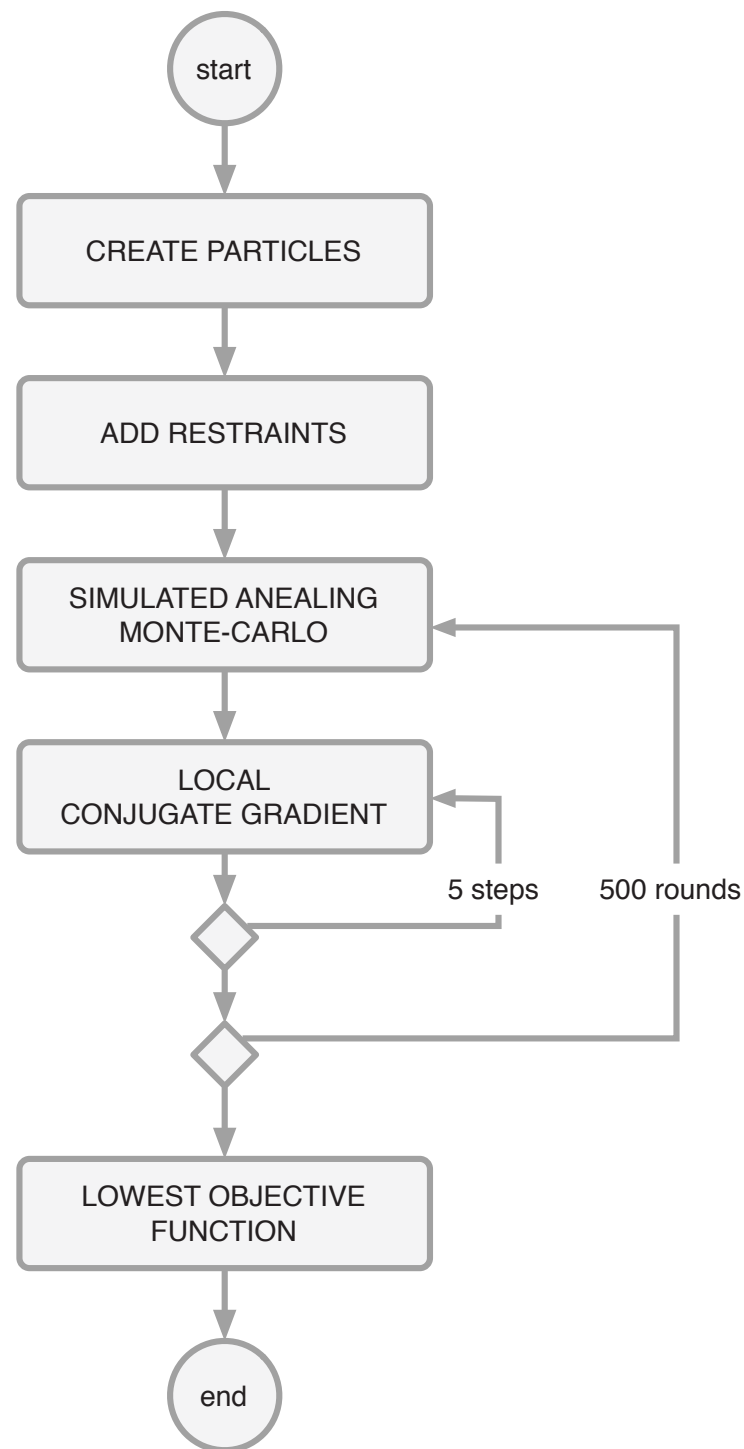 start
CREATE PARTICLES
ADD RESTRAINTS
SIMULATED ANEALING
MONTE-CARLO
LOCAL
CONJUGATE GRADIENT
5 steps
500 rounds
LOWEST OBJECTIVE
FUNCTION
end